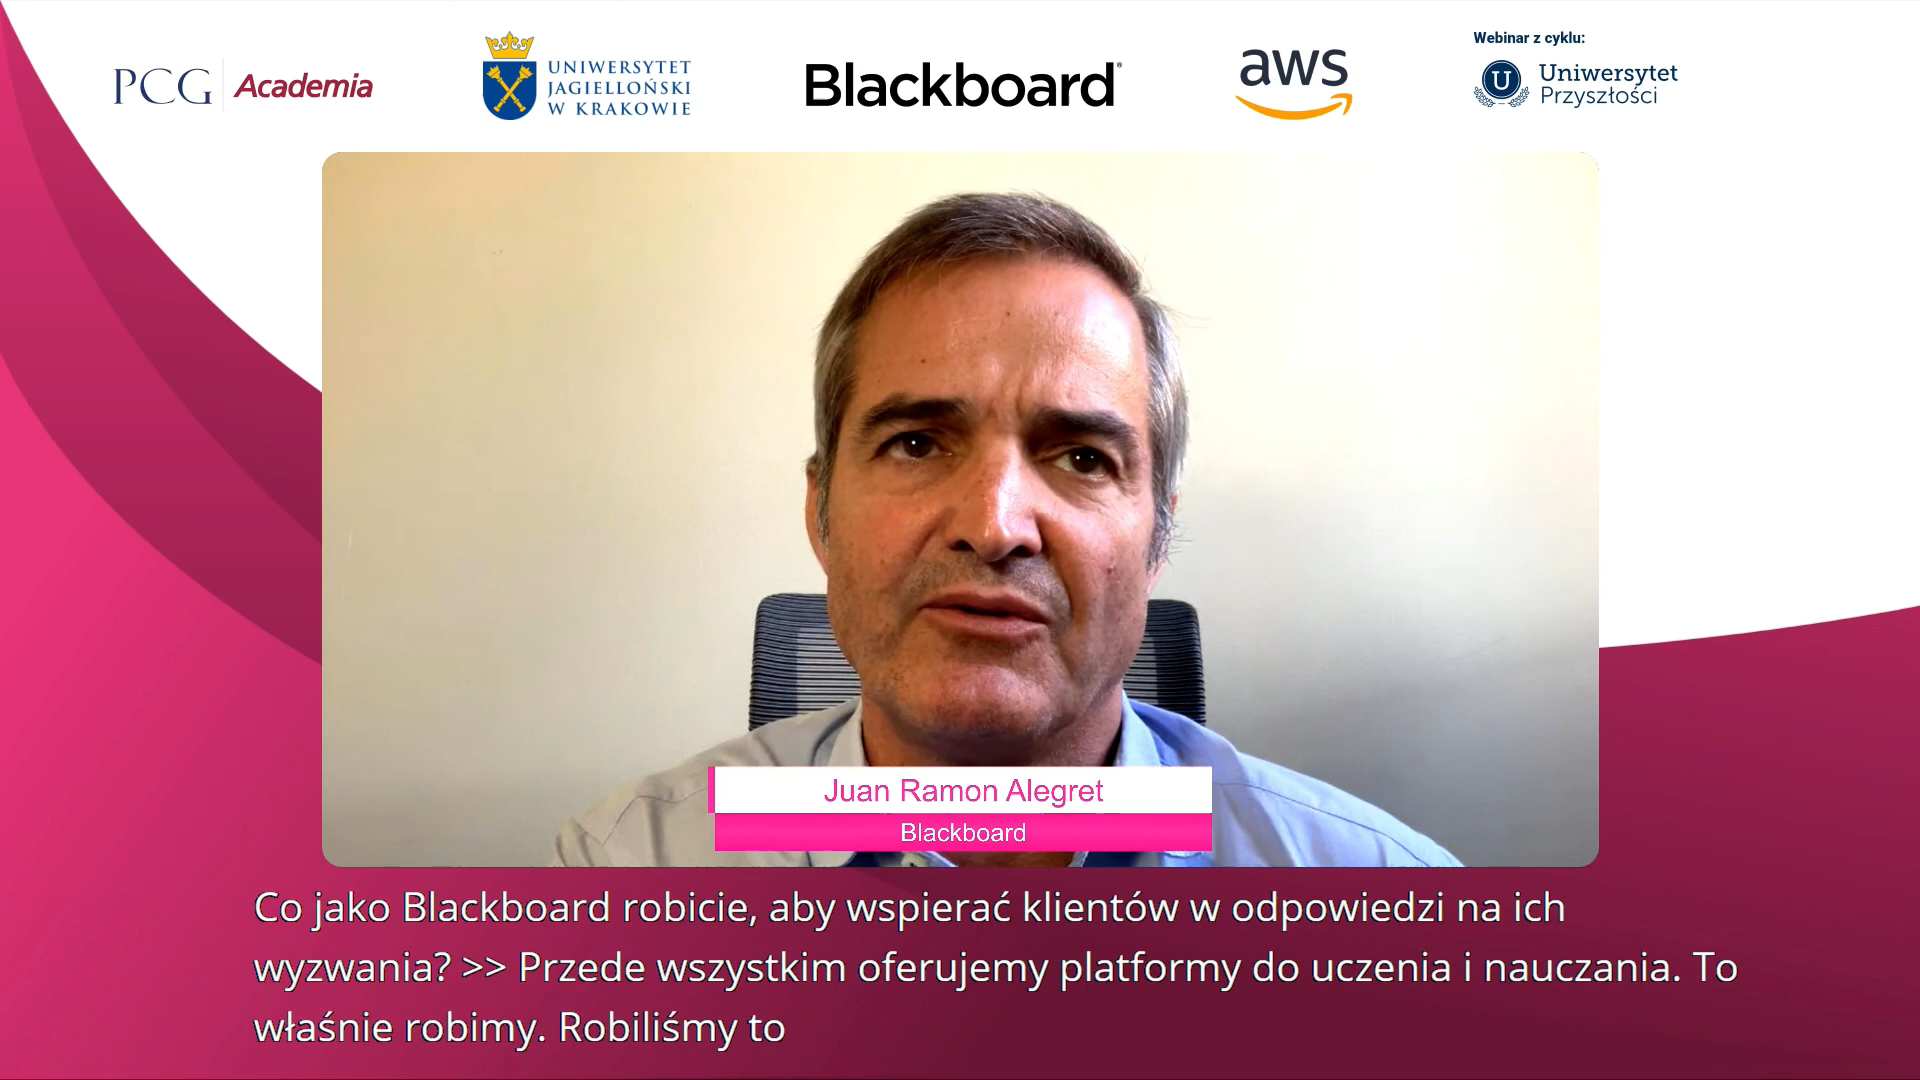 PCG Academia
UNIWERSYTET
JAGIELLOŃSKI
W KRAKOWIE
Blackboard®
aws
Webinar z cyklu:
U
Uniwersytet
Przyszłości
Juan Ramon Alegret
Blackboard
Co jako Blackboard robicie, aby wspierać klientów w odpowiedzi na ich
wyzwania? >> Przede wszystkim oferujemy platformy do uczenia i nauczania. To
właśnie robimy. Robiliśmy to